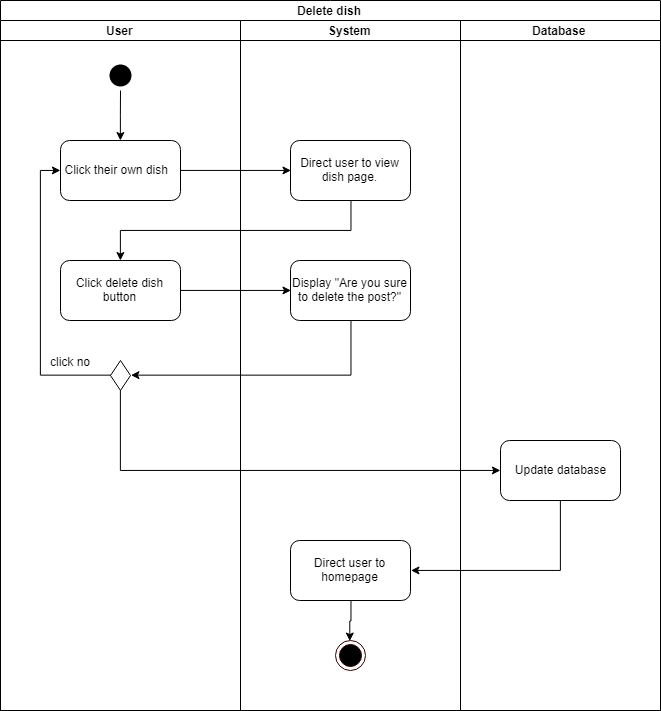 Delete dish
User
System
Database
Click their own dish
Direct user to view
dish page.
Click delete dish
button
Display "Are you sure
to delete the post?"
click no
Update database
Direct user to
homepage